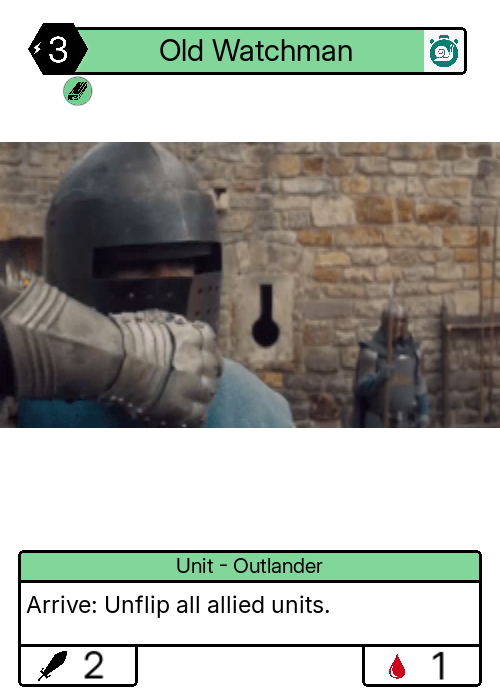 3
Old Watchman
Unit - Outlander
Arrive: Unflip all allied units.
2
1